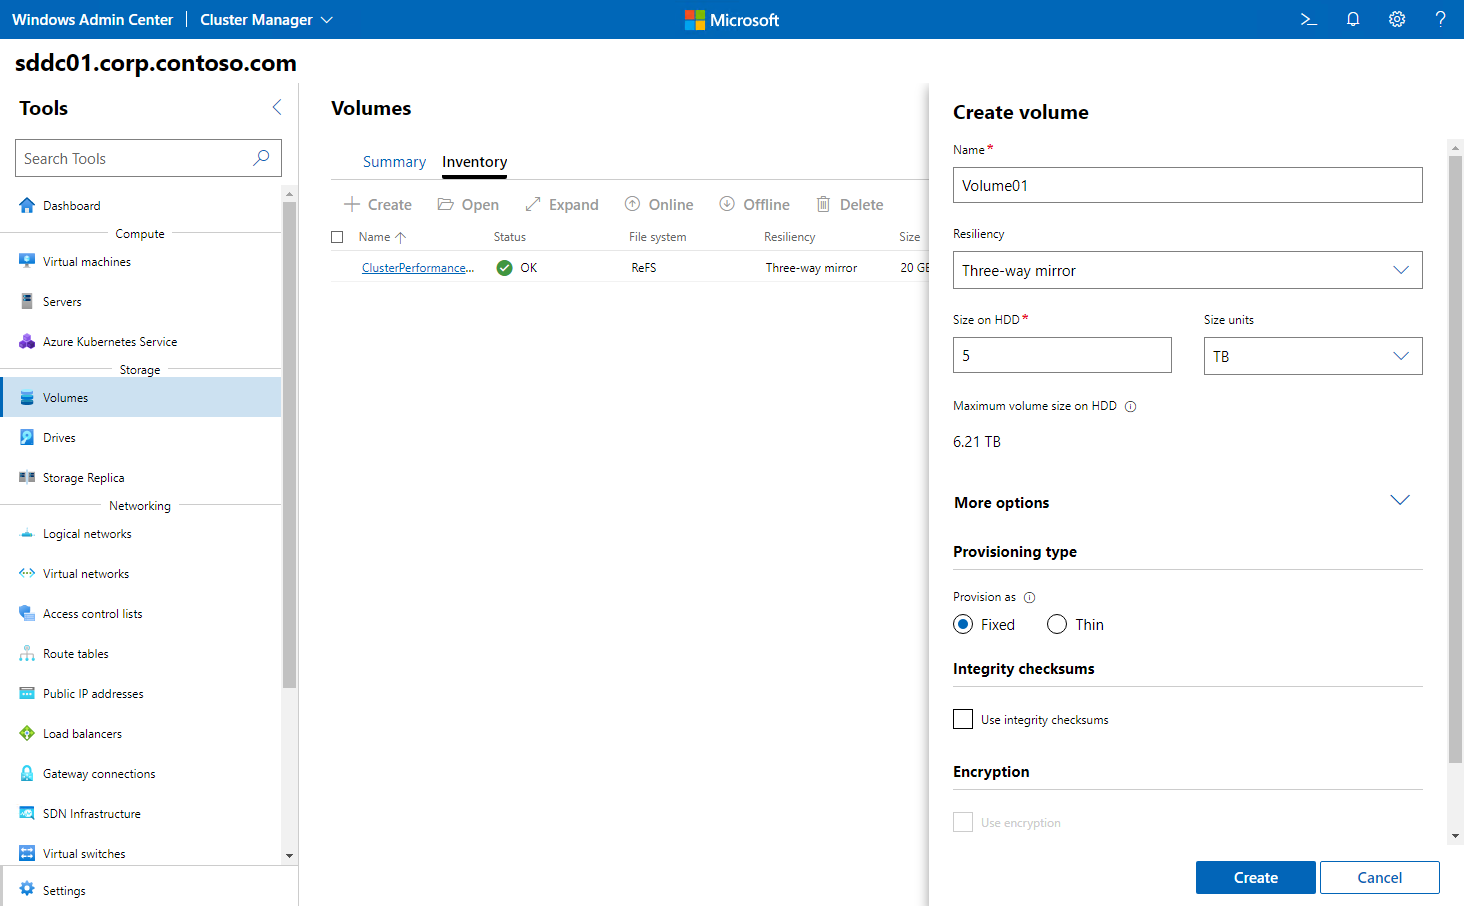 Windows Admin Center
Cluster Manager
Microsoft
sddc01.corp.contoso.com
Tools
Search Tools
Dashboard
Compute
Virtual machines
Servers
Azure Kubernetes Service
Storage
Volumes
Drives
Storage Replica
Networking
Logical networks
Virtual networks
Access control lists
Route tables
Public IP addresses
Load balancers
Gateway connections
SDN Infrastructure
Virtual switches
Settings
Volumes
Summary Inventory
Create Open Expand Online Offline Delete
Name Status File system Resiliency Size
ClusterPerformance... OK ReFS Three-way mirror 20 GB
Create volume
Name*
Volume01
Resiliency
Three-way mirror
Size on HDD* Size units
5 TB
Maximum volume size on HDD
6.21 TB
More options
Provisioning type
Provision as
Fixed Thin
Integrity checksums
Use integrity checksums
Encryption
Use encryption
Create Cancel